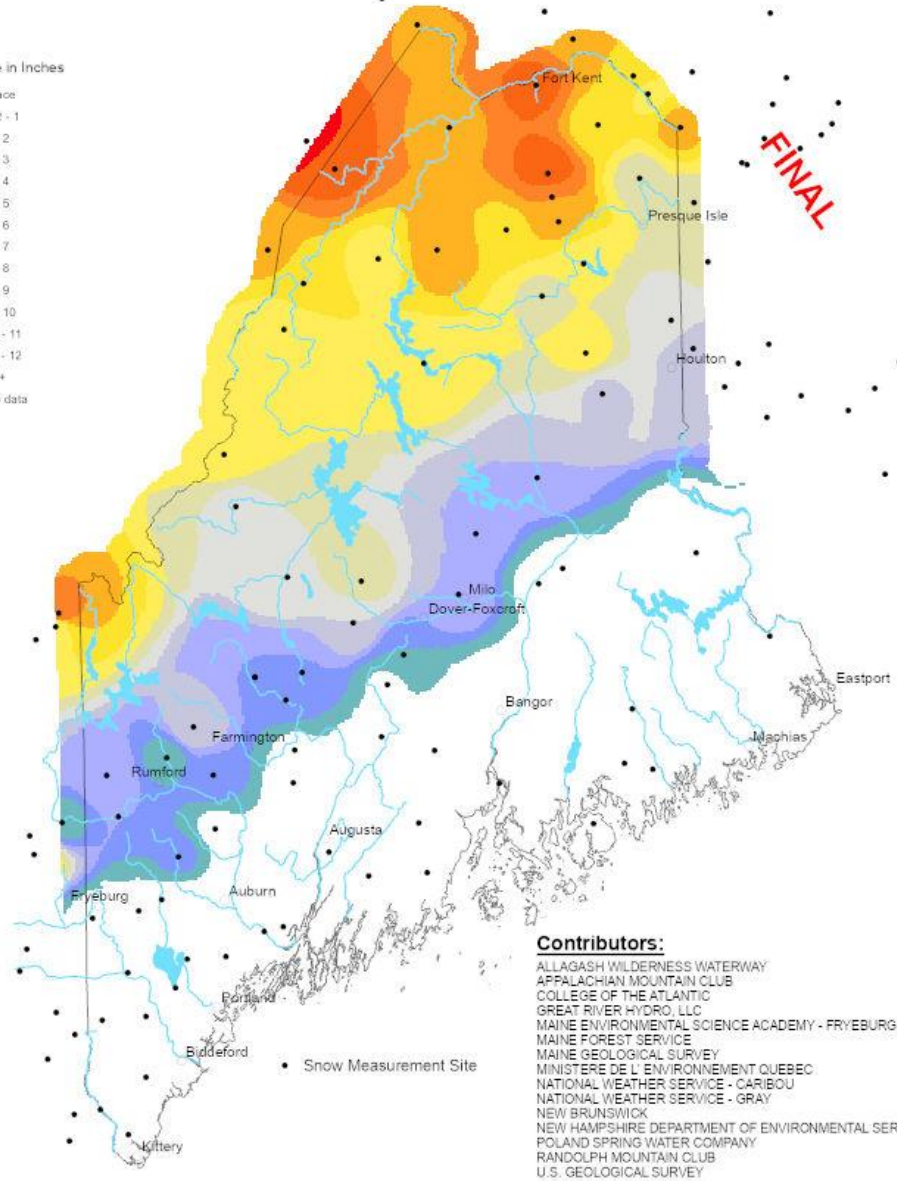 in Inches
- 1
2
3
4
5
6
7
8
9
10
- 11
- 12
+
data
FINAL
Fort Kent
Presque Isle
Houlton
Milo
Dover-Foxcroft
Eastport
Bangor
Machias
Farmington
Rumford
Augusta
Fryeburg
Auburn
Portland
Biddeford
Snow Measurement Site
Kittery
Contributors:
ALLAGASH WILDERNESS WATERWAY
APPALACHIAN MOUNTAIN CLUB
COLLEGE OF THE ATLANTIC
GREAT RIVER HYDRO, LLC
MAINE ENVIRONMENTAL SCIENCE ACADEMY - FRYEBURG
MAINE FOREST SERVICE
MAINE GEOLOGICAL SURVEY
MINISTERE DE L' ENVIRONNEMENT QUEBEC
NATIONAL WEATHER SERVICE - CARIBOU
NATIONAL WEATHER SERVICE - GRAY
NEW BRUNSWICK
NEW HAMPSHIRE DEPARTMENT OF ENVIRONMENTAL SER
POLAND SPRING WATER COMPANY
RANDOLPH MOUNTAIN CLUB
U.S. GEOLOGICAL SURVEY